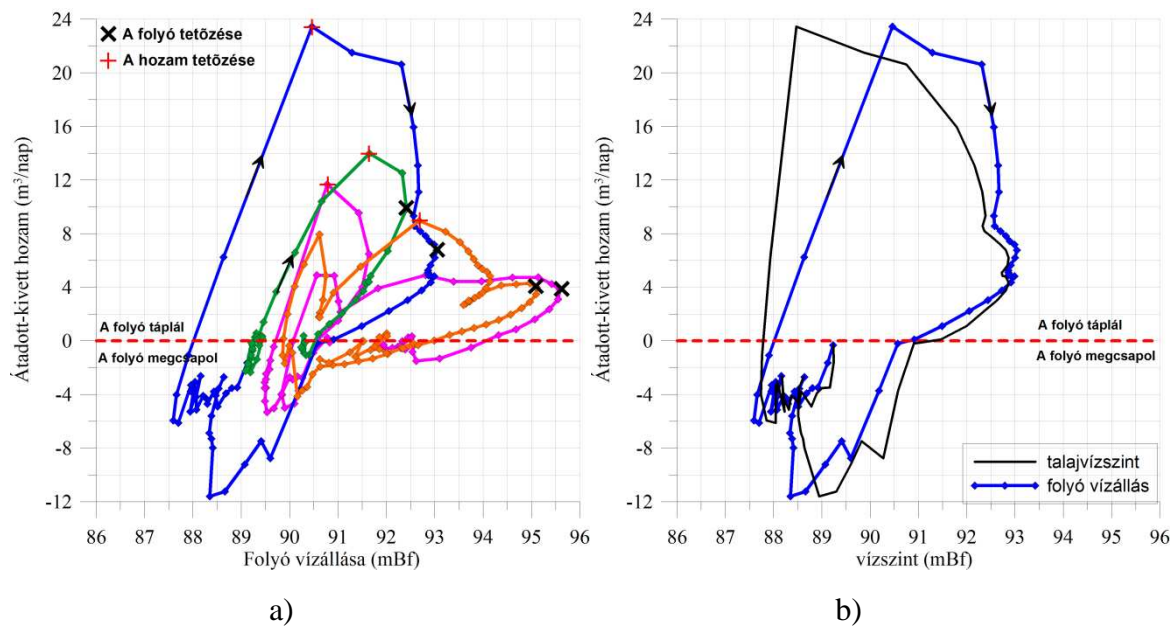 24
20
16
12
8
4
0
-4
-8
-12
Átadott-kivett hozam (m³/nap)
A folyó tetõzése
A hozam tetõzése
A folyó táplál
A folyó megcsapol
86 87 88 89 90 91 92 93 94 95 96
Folyó vízállása (mBf)
a)
24
20
16
12
8
4
0
-4
-8
-12
Átadott-kivett hozam (m³/nap)
A folyó táplál
A folyó megcsapol
talajvízszint
folyó vízállás
86 87 88 89 90 91 92 93 94 95 96
vízszint (mBf)
b)